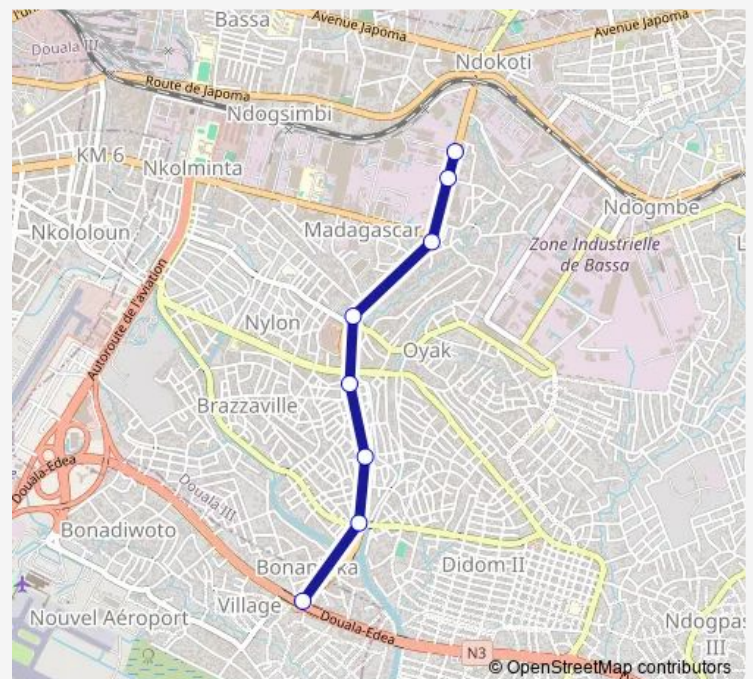 Bassa
Avenue Japoma
Avenue Japoma
Douala III
Ndokoti
Route de Japoma
Ndogsimbi
KM 6
Nkolminta
Ndogmbe
Nkololoun
Madagascar
Zone Industrielle
de Bassa
Autoroute de l'aviation
Nylon
Oyak
Brazzaville
Douala-Edea
Douala III
Bonadiwoto
Didom II
Village
Nouvel Aéroport
Douala-Edea
Ndogpas
III
N3
© OpenStreetMap contributors